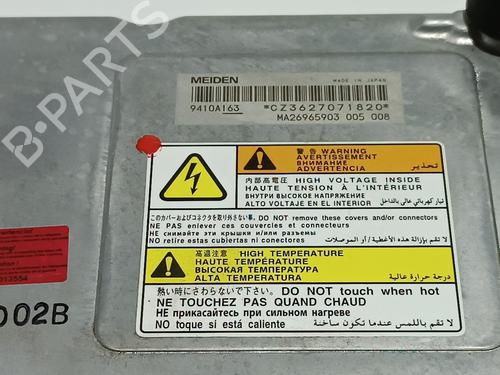 MEIDEN MADE IN JAPAN
9410A163 *CZ3627071820*
MA26965903 005 008
警告 WARNING
AVERTISSEMENT
ВНИМАНИЕ
ADVERTENCIA
تحذير
内部高電圧 HIGH VOLTAGE INSIDE
HAUTE TENSION À L'INTÉRIEUR
ВНУТРИ ВЫСОКОЕ НАПРЯЖЕНИЕ
ALTO VOLTAJE EN EL INTERIOR
تيار كهربائي عالي بالداخل
このカバーおよびコネクタを取り外さない事。DO NOT remove these covers and/or connectors
NE PAS enlever ces couvercles et connecteurs
НЕ снимайте эти крышки и/или разъемы
NO retire estas cubiertas ni conectores
لا تقم بإزالة هذه الأغطية/ أو الموصلات
高温注意 HIGH TEMPERATURE
HAUTE TEMPÉRATURE
ВЫСОКАЯ ТЕМПЕРАТУРА
ALTA TEMPERATURA
درجة حرارة عالية
熱い時にさわらないで下さい。DO NOT touch when hot
NE TOUCHEZ PAS QUAND CHAUD
НЕ прикасайтесь при сильном нагреве
NO toque si está caliente
لا تقم باللمس عندما تكون ساخنة
002B
B-PARTS